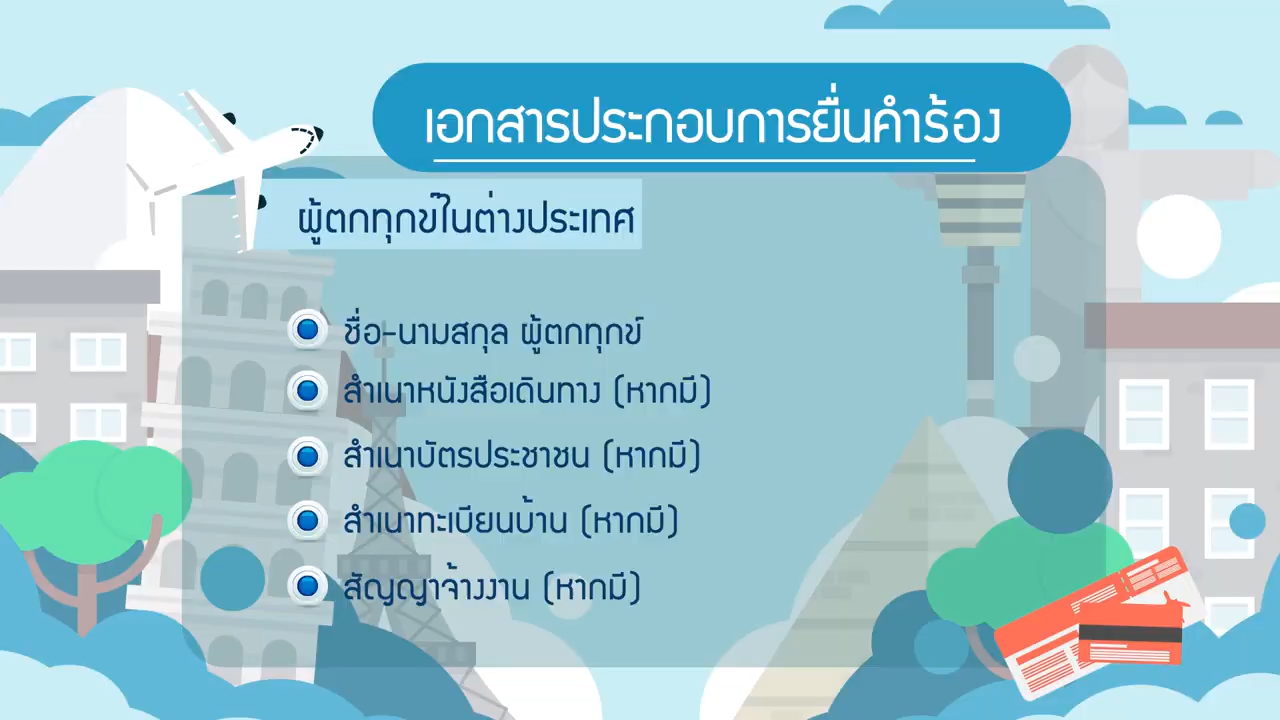 เอกสารประกอบการยื่นคำร้อง
ผู้ตกทุกข์ในต่างประเทศ
ชื่อ-นามสกุล ผู้ตกทุกข์
สำเนาหนังสือเดินทาง (หากมี)
สำเนาบัตรประชาชน (หากมี)
สำเนาทะเบียนบ้าน (หากมี)
สัญญาจ้างงาน (หากมี)